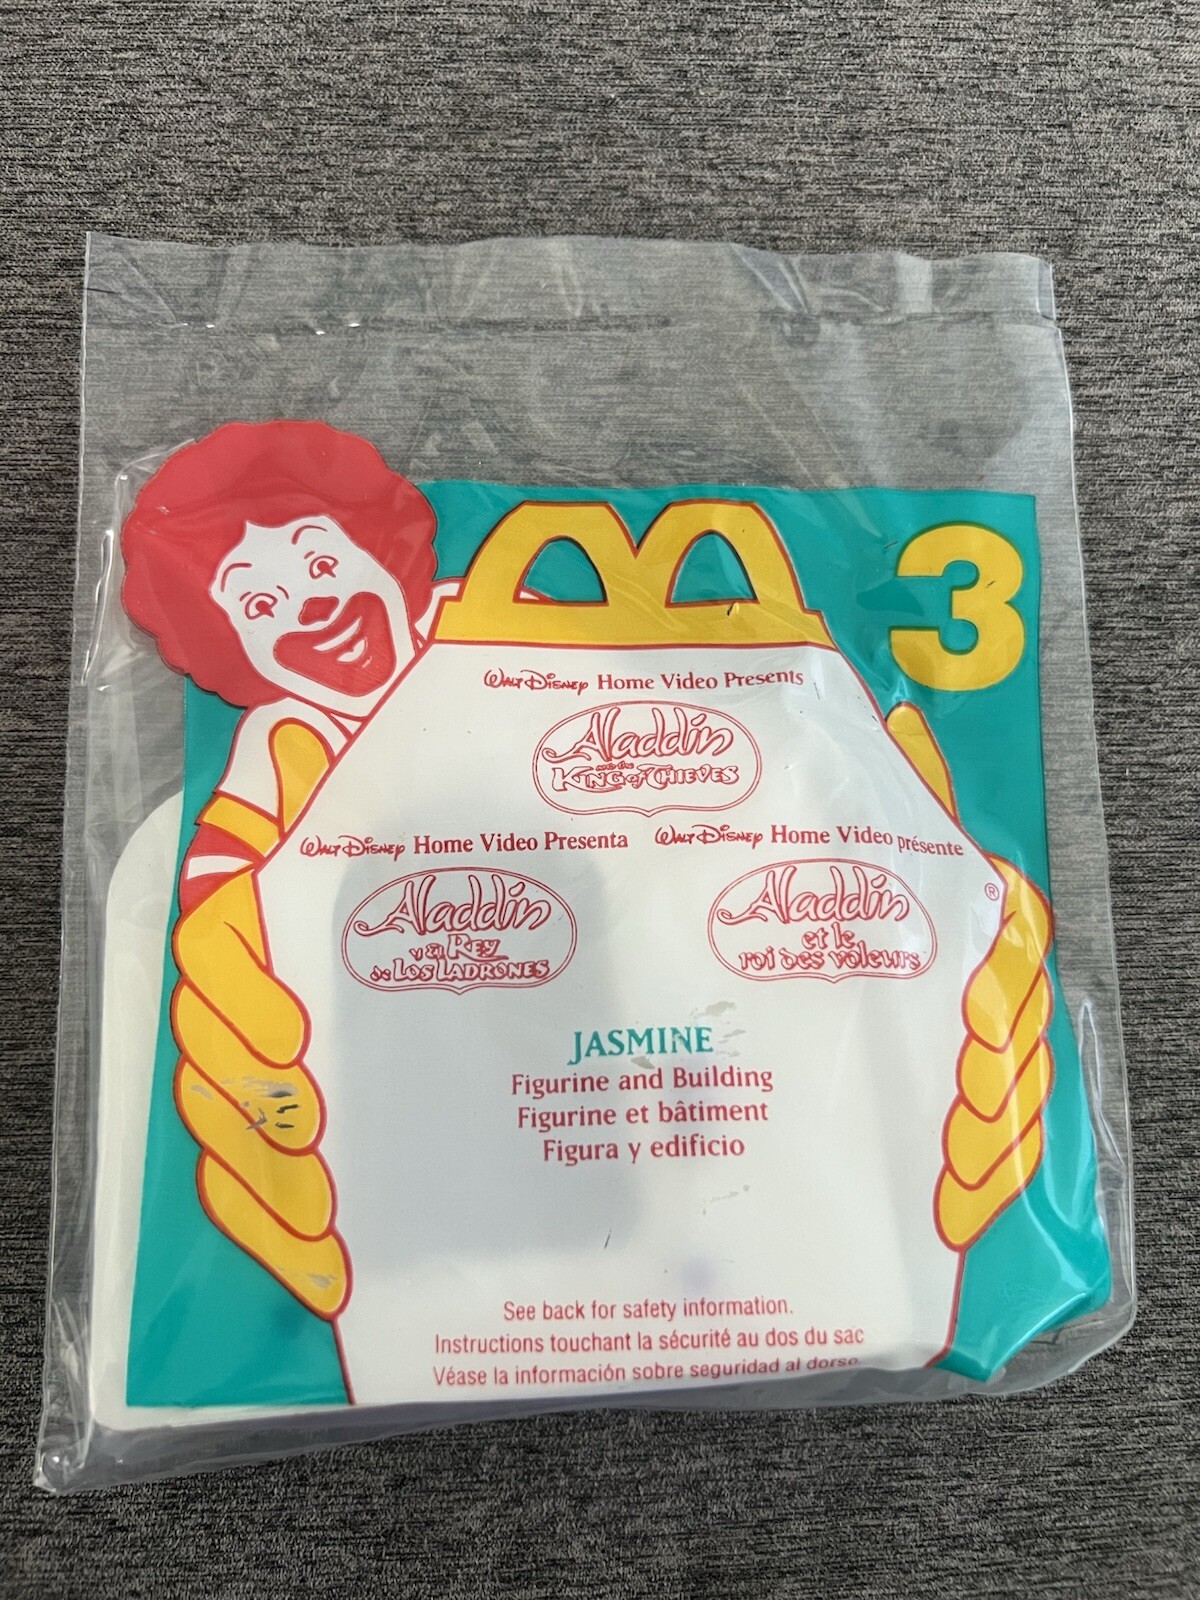 3
Walt Disney Home Video Presents
Aladdin
and the
King of Thieves
Walt Disney Home Video Presenta
Aladdin
y El Rey
de Los Ladrones
Walt Disney Home Video présente
Aladdin
et le
roi des voleurs
®
JASMINE
Figurine and Building
Figurine et bâtiment
Figura y edificio
See back for safety information.
Instructions touchant la sécurité au dos du sac
Véase la información sobre seguridad al dorso.